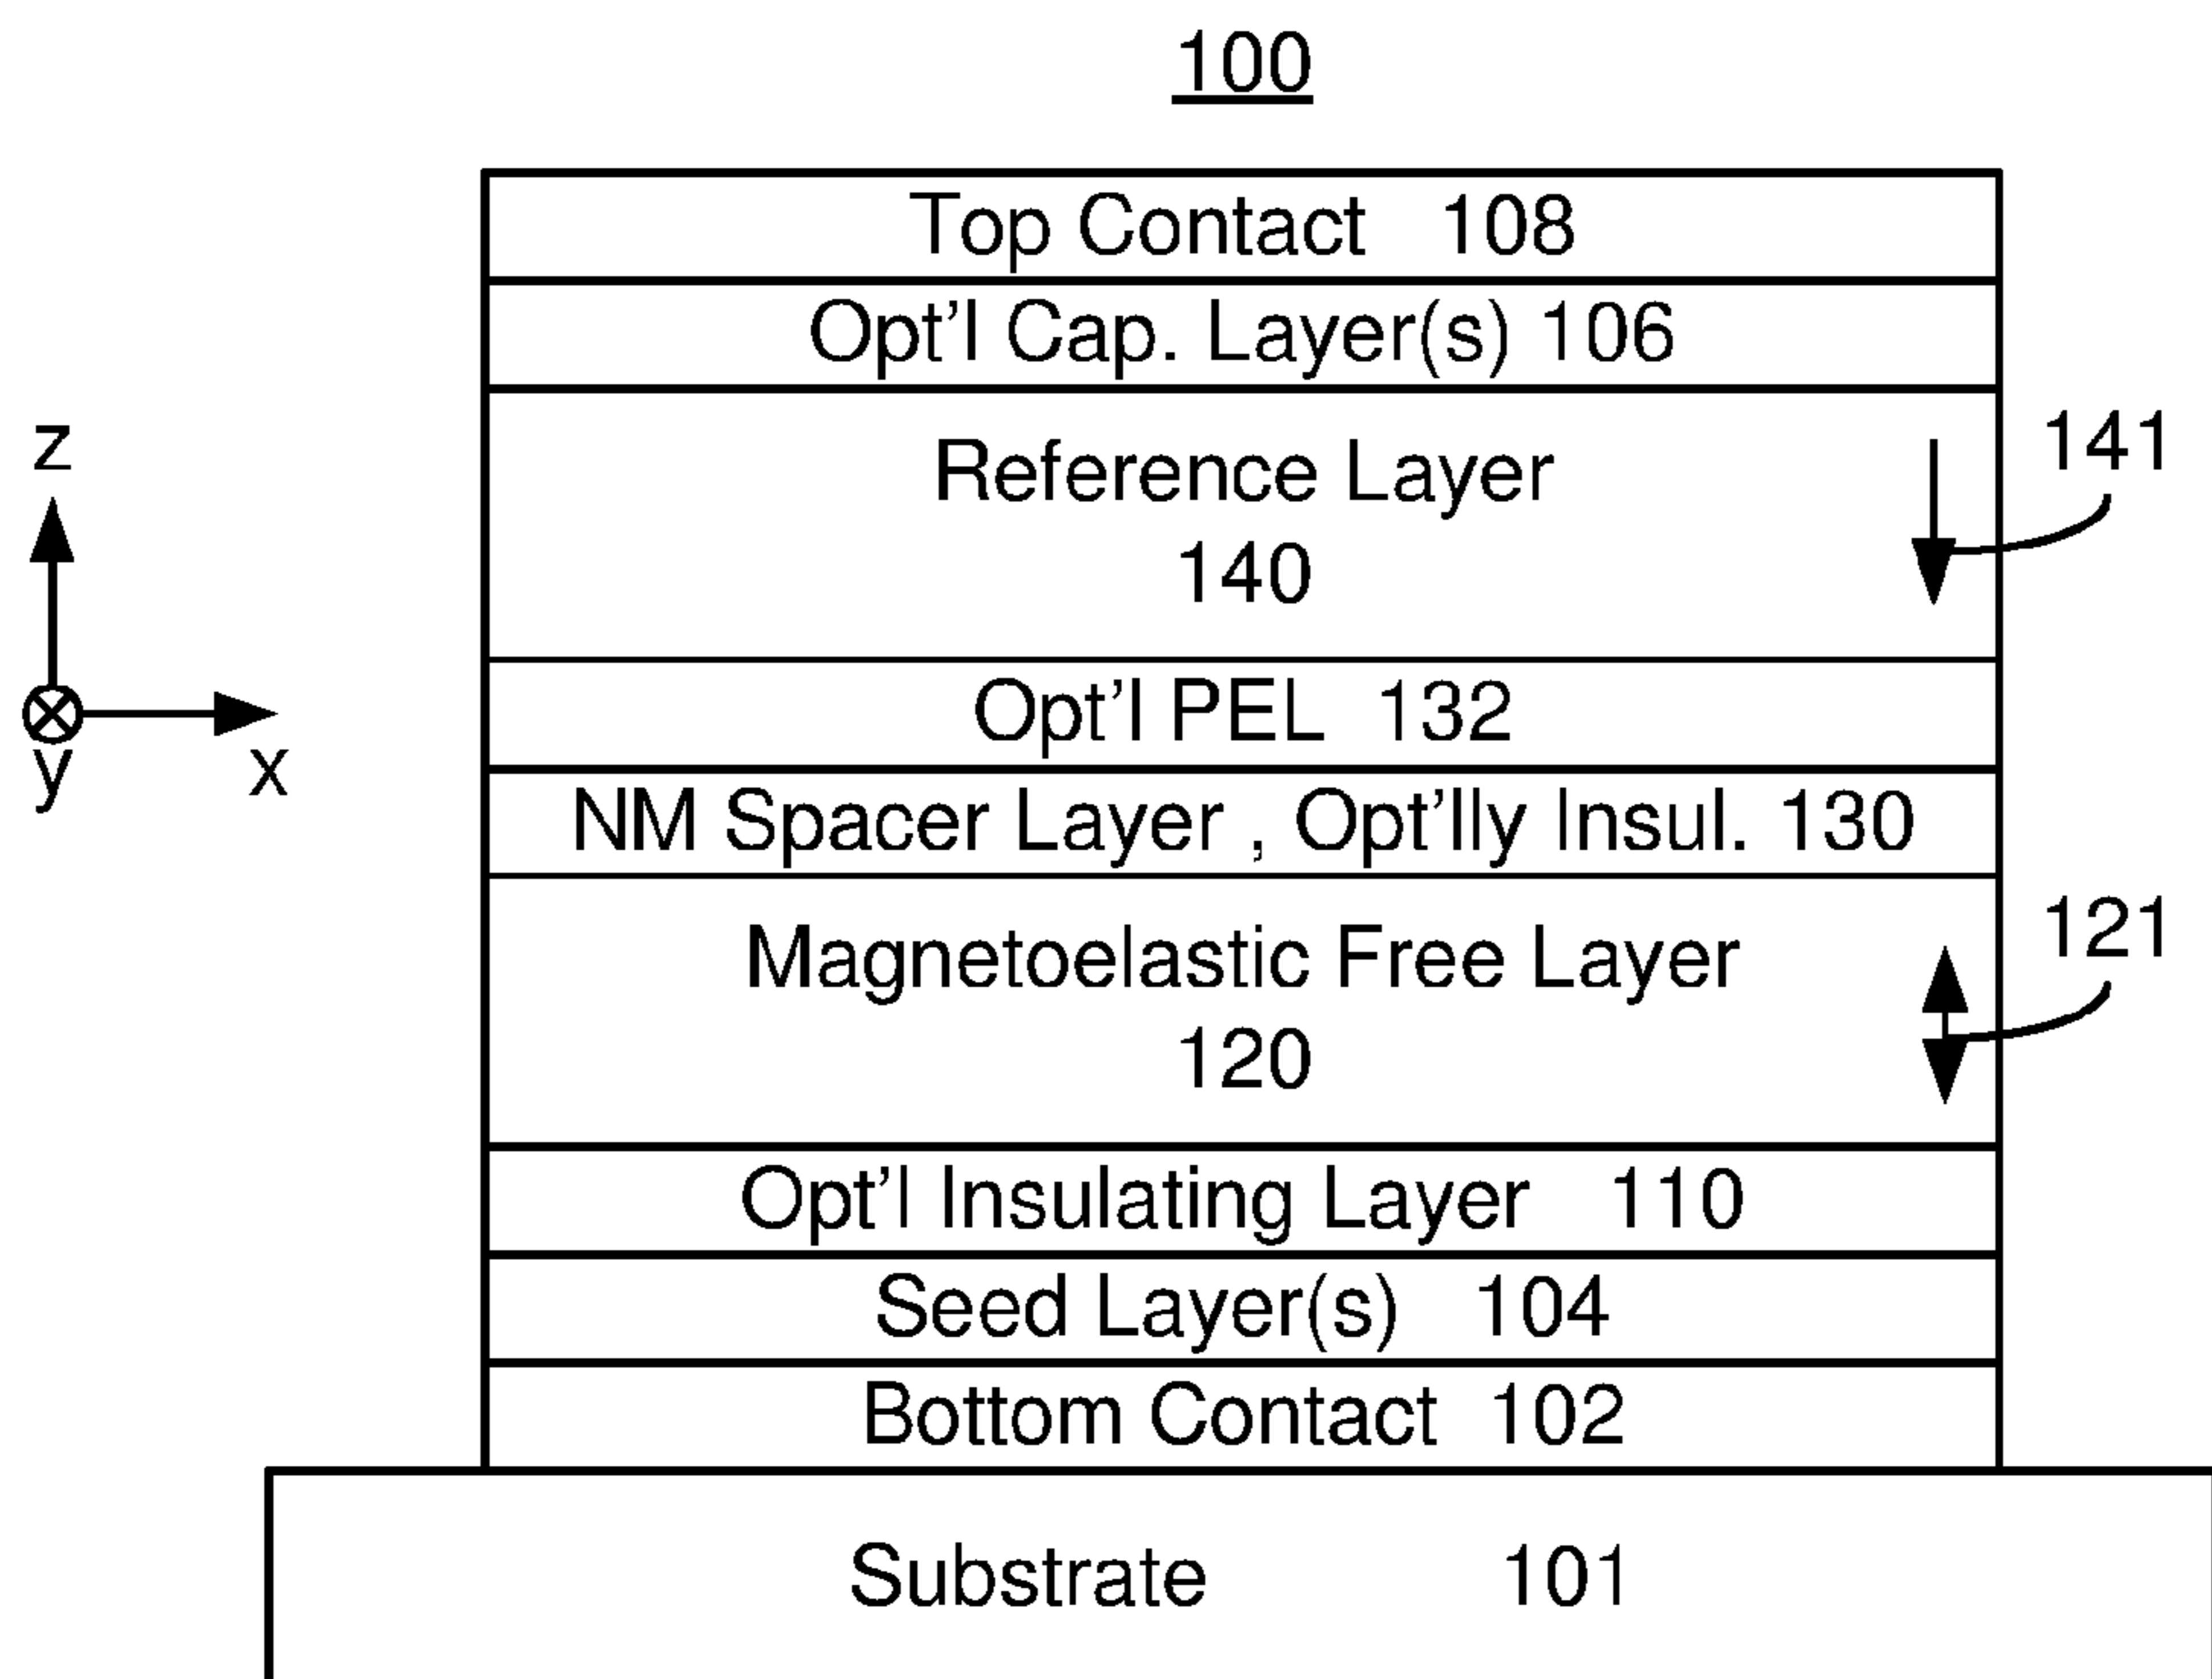 100
Top Contact 108
Opt'l Cap. Layer(s) 106
Reference Layer
140
141
z
y
x
Opt'l PEL 132
NM Spacer Layer , Opt'lly Insul. 130
Magnetoelastic Free Layer
120
121
Opt'l Insulating Layer 110
Seed Layer(s) 104
Bottom Contact 102
Substrate 101